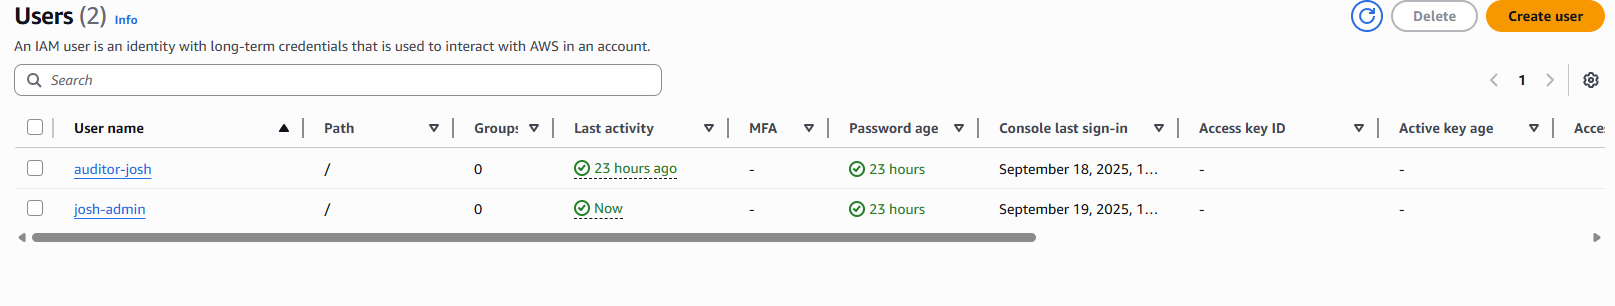 Users (2) Info
Delete
Create user
An IAM user is an identity with long-term credentials that is used to interact with AWS in an account.
Search
1
User name Path Groups Last activity MFA Password age Console last sign-in Access key ID Active key age Acces
auditor-josh / 0 23 hours ago - 23 hours September 18, 2025, 1... - -
josh-admin / 0 Now - 23 hours September 19, 2025, 1... - -